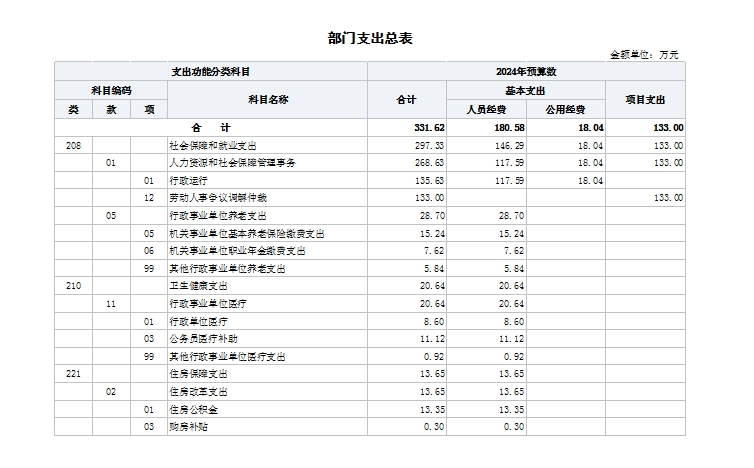 部门支出总表
金额单位：万元
支出功能分类科目 2024年预算数
科目编码 科目名称 合计 基本支出 项目支出
类 款 项 人员经费 公用经费
合 计 331.62 180.58 18.04 133.00
208 社会保障和就业支出 297.33 146.29 18.04 133.00
01 人力资源和社会保障管理事务 268.63 117.59 18.04 133.00
01 行政运行 135.63 117.59 18.04
12 劳动人事争议调解仲裁 133.00 133.00
05 行政事业单位养老支出 28.70 28.70
05 机关事业单位基本养老保险缴费支出 15.24 15.24
06 机关事业单位职业年金缴费支出 7.62 7.62
99 其他行政事业单位养老支出 5.84 5.84
210 卫生健康支出 20.64 20.64
11 行政事业单位医疗 20.64 20.64
01 行政单位医疗 8.60 8.60
03 公务员医疗补助 11.12 11.12
99 其他行政事业单位医疗支出 0.92 0.92
221 住房保障支出 13.65 13.65
02 住房改革支出 13.65 13.65
01 住房公积金 13.35 13.35
03 购房补贴 0.30 0.30